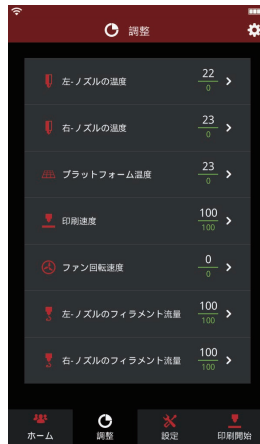 調整
左-ノズルの温度
22
0
右-ノズルの温度
23
0
プラットフォーム温度
23
0
印刷速度
100
100
ファン回転速度
0
0
左-ノズルのフィラメント流量
100
100
右-ノズルのフィラメント流量
100
100
ホーム 調整 設定 印刷開始